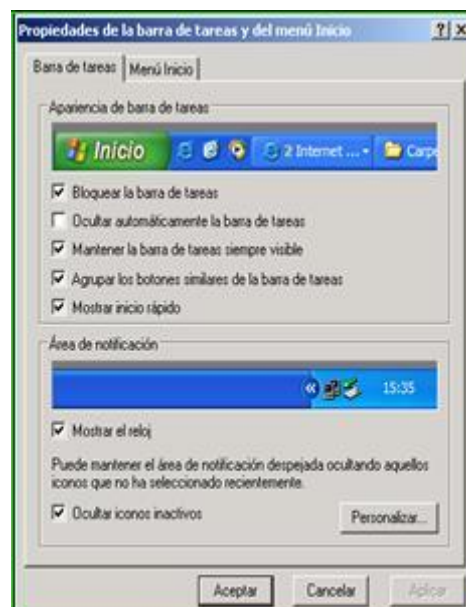 Propiedades de la barra de tareas y del menú Inicio
Barra de tareas
Menú Inicio
Apariencia de barra de tareas
Inicio
2 Internet ...
Carpe
Bloquear la barra de tareas
Ocultar automáticamente la barra de tareas
Mantener la barra de tareas siempre visible
Agrupar los botones similares de la barra de tareas
Mostrar inicio rápido
Área de notificación
15:35
Mostrar el reloj
Puede mantener el área de notificación despejada ocultando aquellos
iconos que no ha seleccionado recientemente.
Ocultar iconos inactivos
Personalizar...
Aceptar
Cancelar
Aplicar